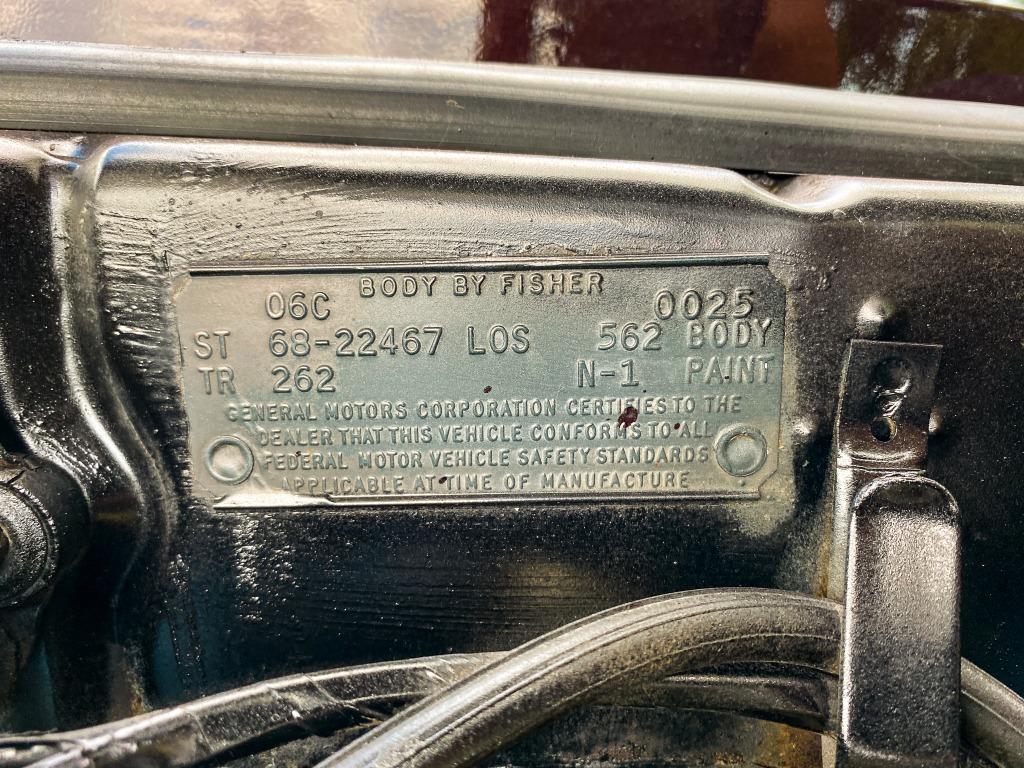 BODY BY FISHER
06C 0025
ST 68-22467 LOS 562 BODY
TR 262 N-1 PAINT
GENERAL MOTORS CORPORATION CERTIFIES TO THE
DEALER THAT THIS VEHICLE CONFORMS TO ALL
FEDERAL MOTOR VEHICLE SAFETY STANDARDS
APPLICABLE AT TIME OF MANUFACTURE